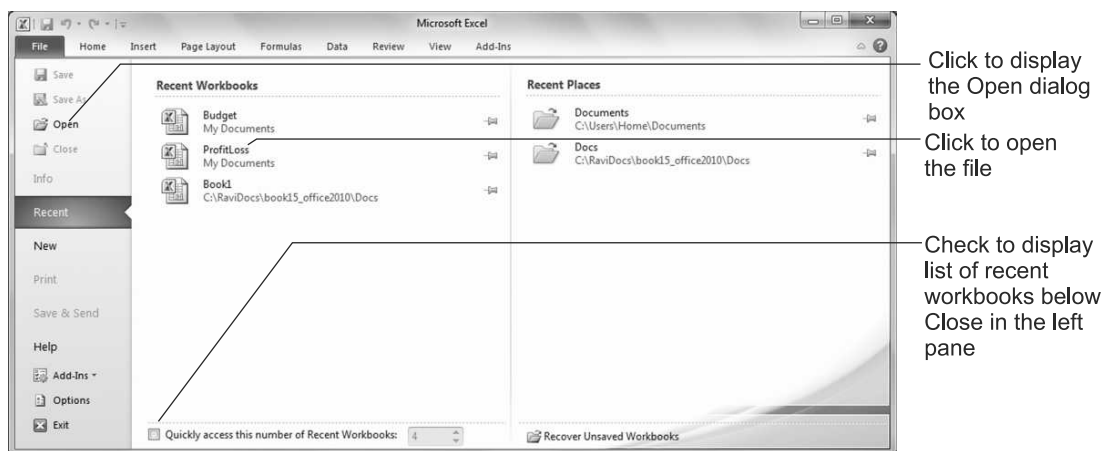 Microsoft Excel
File Home Insert Page Layout Formulas Data Review View Add-Ins
Save
Save As
Open
Close
Info
Recent
New
Print
Save & Send
Help
Add-Ins
Options
Exit
Recent Workbooks
Budget
My Documents
ProfitLoss
My Documents
Book1
C:\RaviDocs\book15_office2010\Docs
Quickly access this number of Recent Workbooks: 4
Recent Places
Documents
C:\Users\Home\Documents
Docs
C:\RaviDocs\book15_office2010\Docs
Recover Unsaved Workbooks
Click to display
the Open dialog
box
Click to open
the file
Check to display
list of recent
workbooks below
Close in the left
pane